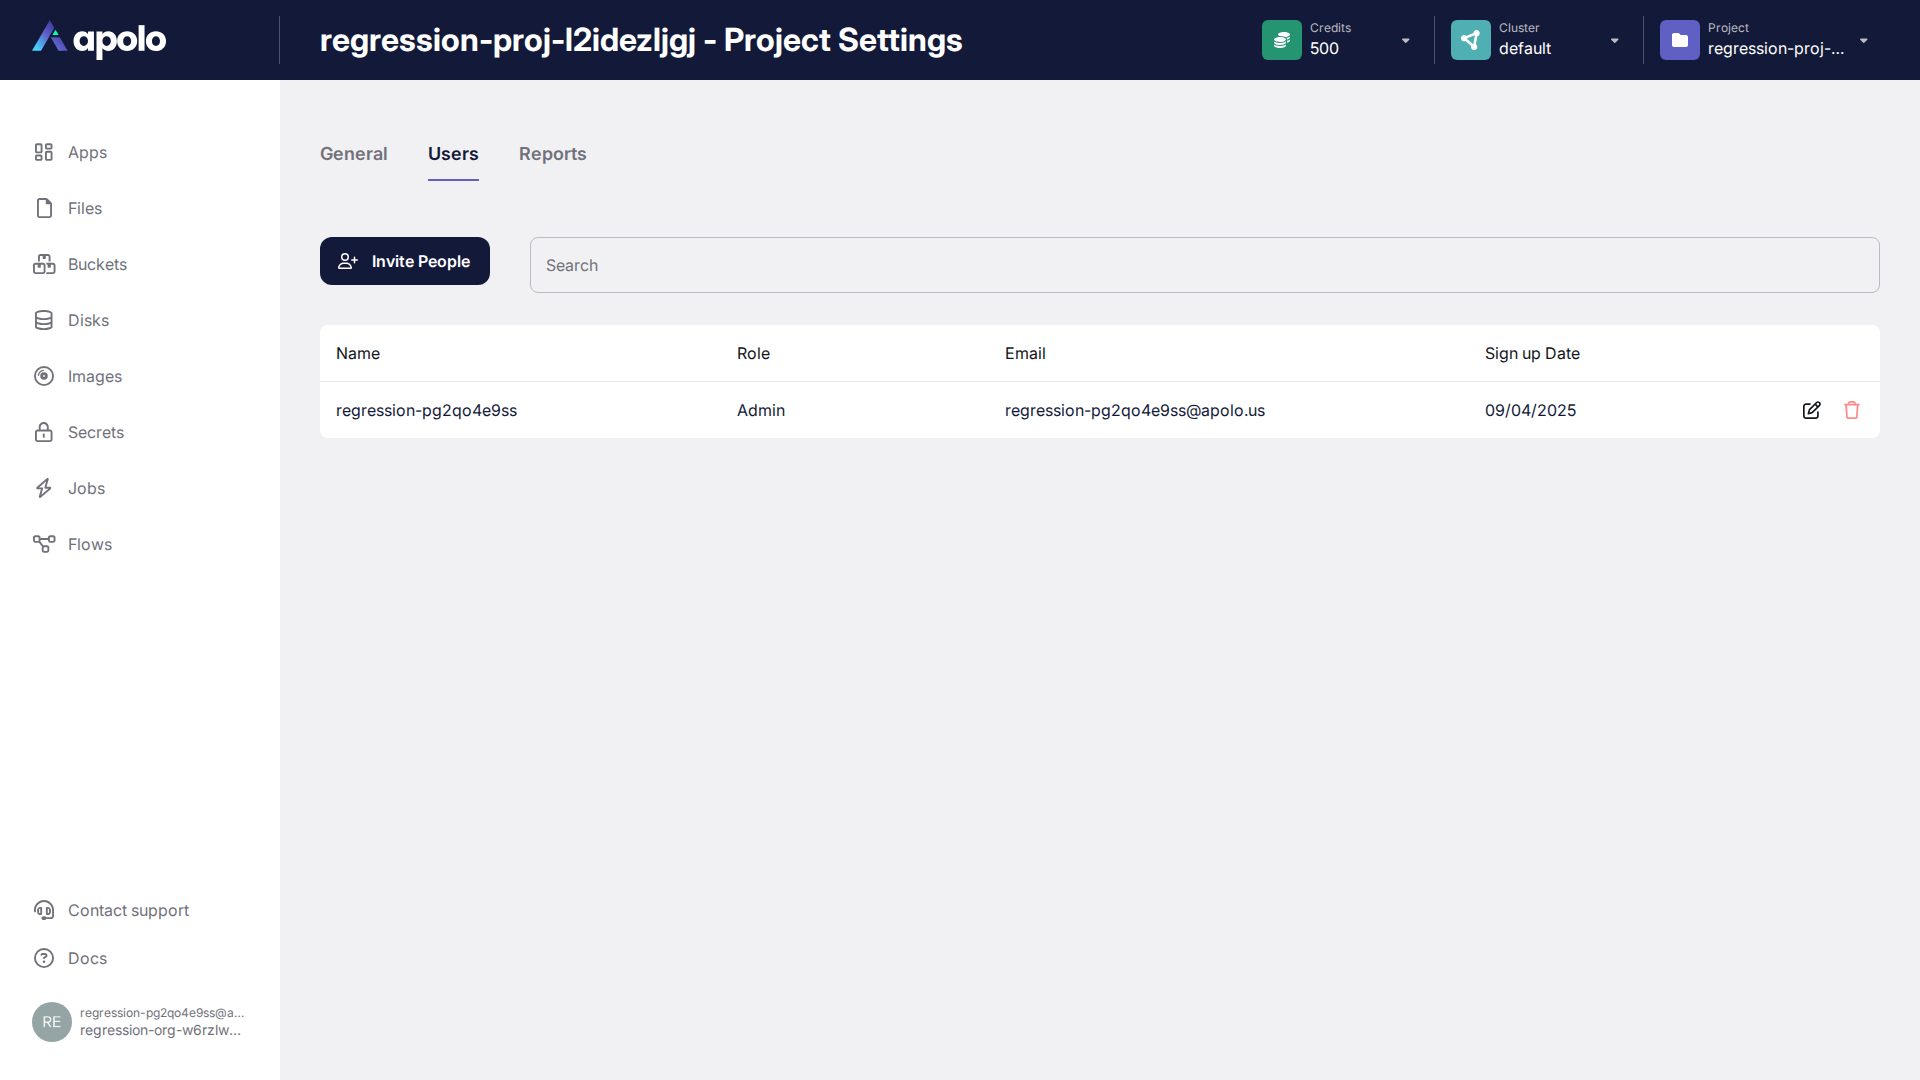 apolo
regression-proj-l2idezljgj - Project Settings
Credits
500
Cluster
default
Project
regression-proj-...
Apps
Files
Buckets
Disks
Images
Secrets
Jobs
Flows
General
Users
Reports
Invite People
Search
Name
Role
Email
Sign up Date
regression-pg2qo4e9ss
Admin
regression-pg2qo4e9ss@apolo.us
09/04/2025
Contact support
Docs
RE
regression-pg2qo4e9ss@a...
regression-org-w6rzlw...